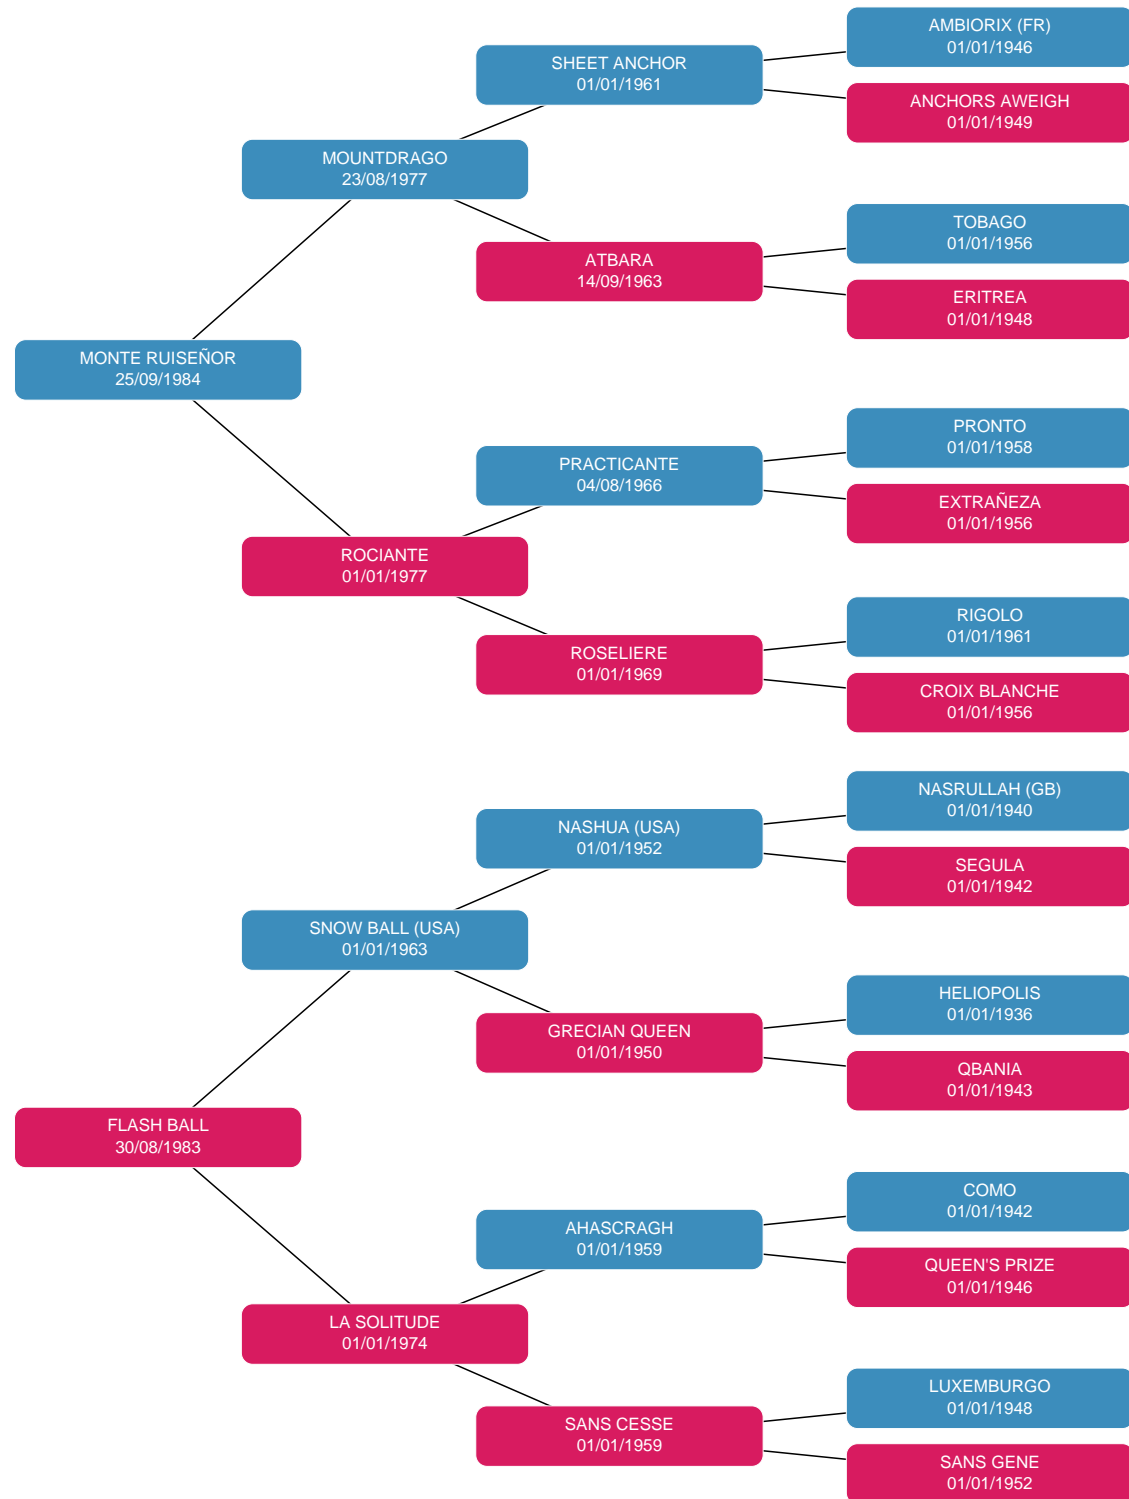 AMBIORIX (FR)
01/01/1946
SHEET ANCHOR
01/01/1961
ANCHORS AWEIGH
01/01/1949
MOUNTDRAGO
23/08/1977
TOBAGO
01/01/1956
ATBARA
14/09/1963
ERITREA
01/01/1948
MONTE RUISEÑOR
25/09/1984
PRONTO
01/01/1958
PRACTICANTE
04/08/1966
EXTRAÑEZA
01/01/1956
ROCIANTE
01/01/1977
RIGOLO
01/01/1961
ROSELIERE
01/01/1969
CROIX BLANCHE
01/01/1956
NASRULLAH (GB)
01/01/1940
NASHUA (USA)
01/01/1952
SEGULA
01/01/1942
SNOW BALL (USA)
01/01/1963
HELIOPOLIS
01/01/1936
GRECIAN QUEEN
01/01/1950
QBANIA
01/01/1943
FLASH BALL
30/08/1983
COMO
01/01/1942
AHASCRAGH
01/01/1959
QUEEN'S PRIZE
01/01/1946
LA SOLITUDE
01/01/1974
LUXEMBURGO
01/01/1948
SANS CESSE
01/01/1959
SANS GENE
01/01/1952